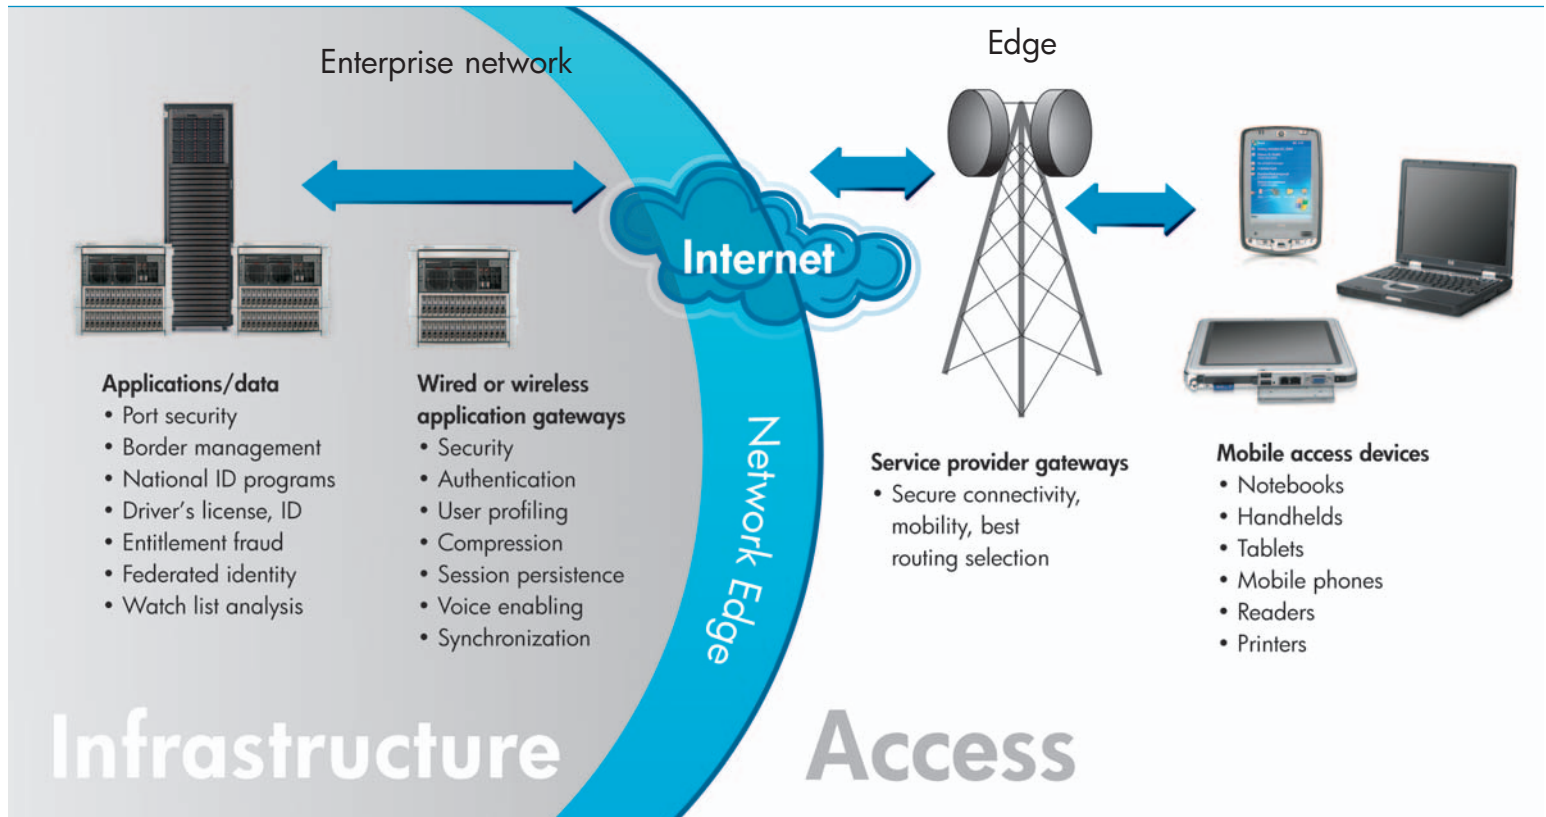 Enterprise network
Edge
Internet
Applications/data
• Port security
• Border management
• National ID programs
• Driver's license, ID
• Entitlement fraud
• Federated identity
• Watch list analysis
Wired or wireless
application gateways
• Security
• Authentication
• User profiling
• Compression
• Session persistence
• Voice enabling
• Synchronization
Network Edge
Service provider gateways
• Secure connectivity,
mobility, best
routing selection
Mobile access devices
• Notebooks
• Handhelds
• Tablets
• Mobile phones
• Readers
• Printers
Infrastructure
Access